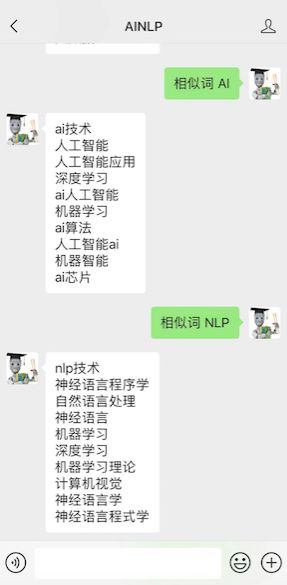 AINLP
相似词 AI
ai技术
人工智能
人工智能应用
深度学习
ai人工智能
机器学习
ai算法
人工智能ai
机器智能
ai芯片
相似词 NLP
nlp技术
神经语言程序学
自然语言处理
神经语言
机器学习
深度学习
机器学习理论
计算机视觉
神经语言学
神经语言程式学